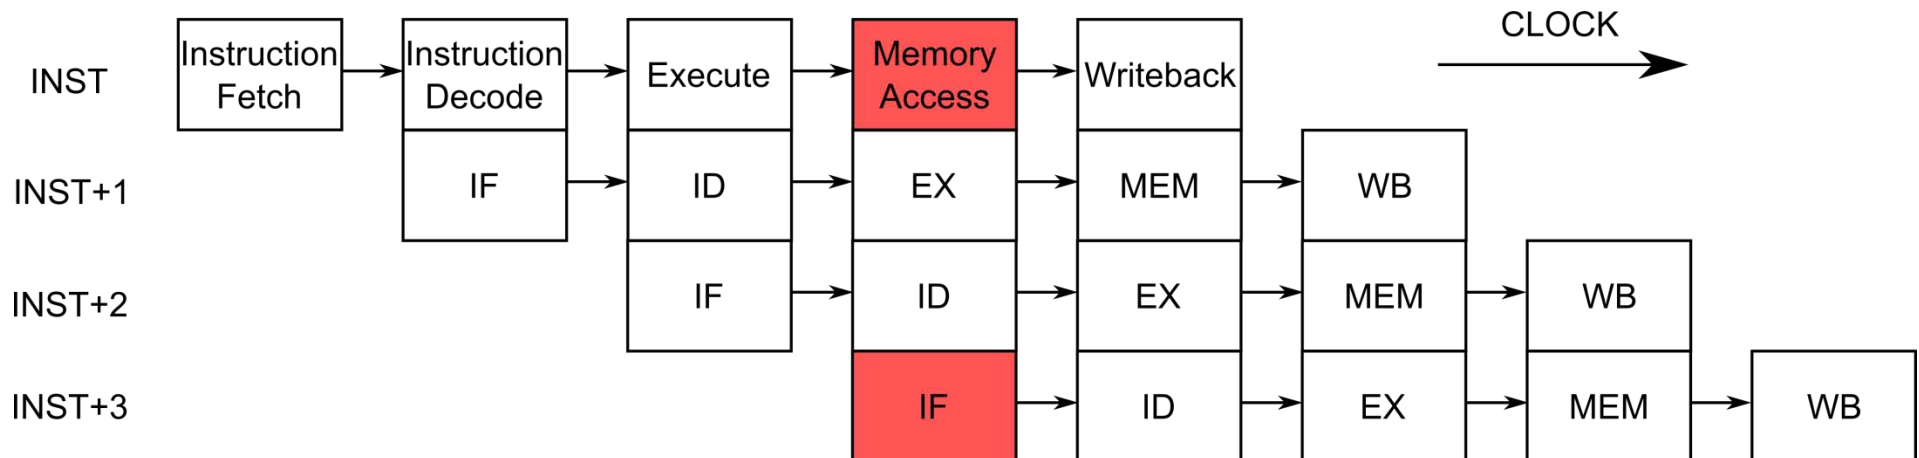 CLOCK
INST
Instruction
Fetch
Instruction
Decode
Execute
Memory
Access
Writeback
INST+1
IF
ID
EX
MEM
WB
INST+2
IF
ID
EX
MEM
WB
INST+3
IF
ID
EX
MEM
WB